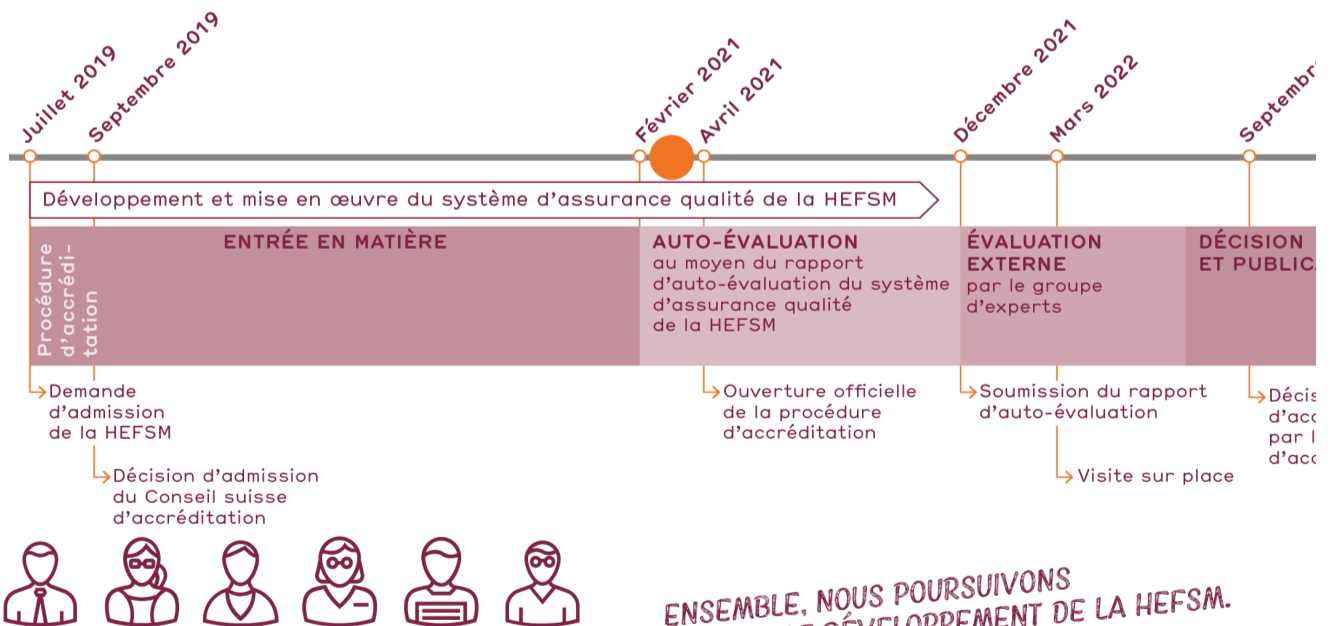 Juillet 2019
Septembre 2019
Février 2021
Avril 2021
Décembre 2021
Mars 2022
Développement et mise en œuvre du système d'assurance qualité de la HEFSM
Procédure
d'accrédi-
tation
ENTRÉE EN MATIÈRE
AUTO-ÉVALUATION
au moyen du rapport
d'auto-évaluation du système
d'assurance qualité
de la HEFSM
ÉVALUATION
EXTERNE
par le groupe
d'experts
DÉCISION
ET
Demande
d'admission
de la HEFSM
Décision d'admission
du Conseil suisse
d'accréditation
Ouverture officielle
de la procédure
d'accréditation
Soumission du rapport
d'auto-évaluation
Visite sur place
par
ENSEMBLE, NOUS POURSUIVONS
DÉVELOPPEMENT DE LA HEFSM.